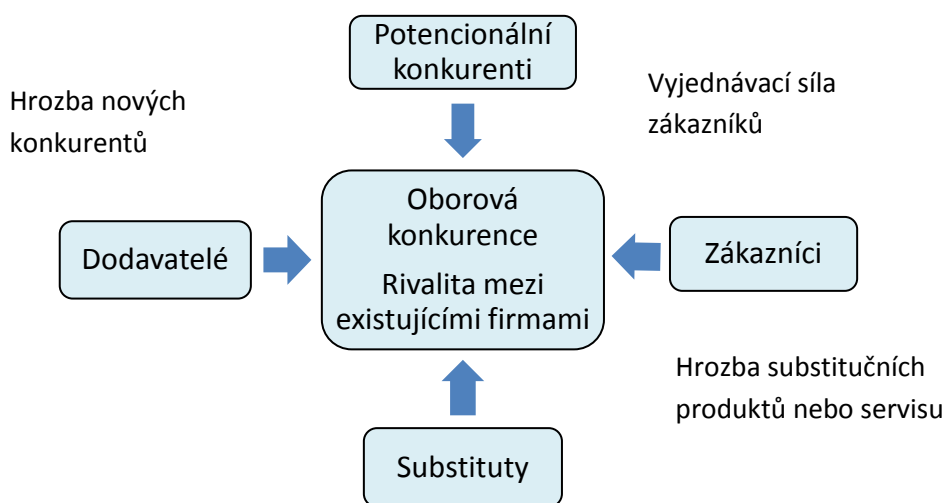 Potencionální
konkurenti
Hrozba nových
konkurentů
Vyjednávací síla
zákazníků
Oborová
konkurence
Rivalita mezi
existujícími firmami
Dodavatelé
Zákazníci
Hrozba substitučních
produktů nebo servisu
Substituty